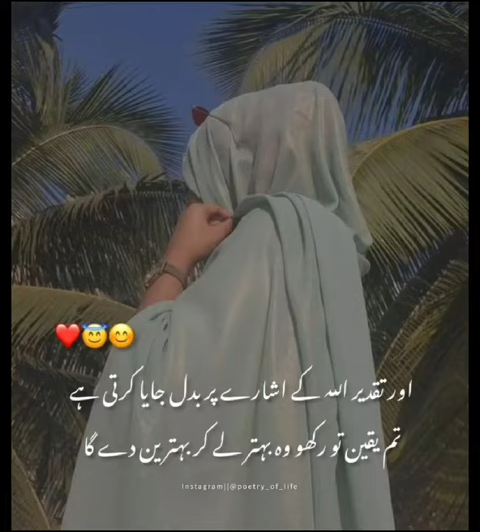 ❤️😇😊
اور تقدیر اللہ کے اشارے پر بدل جایا کرتی ہے
تم یقین تو رکھو وہ بہتر لے کر بہترین دے گا
Instagram||@poetry_of_life